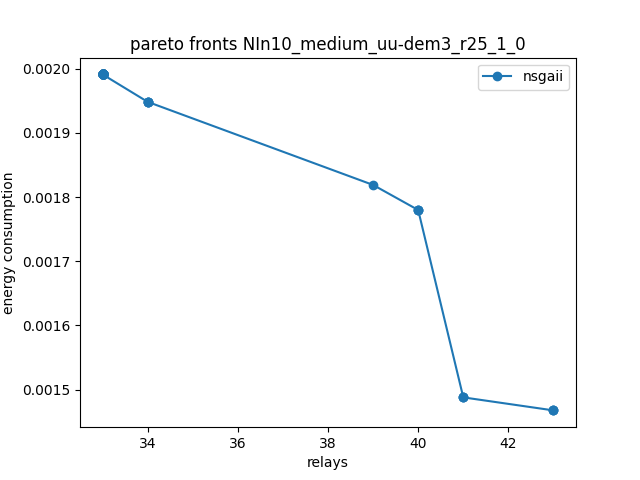 pareto fronts NIn10_medium_uu-dem3_r25_1_0
nsgaii
0.0020
0.0019
0.0018
0.0017
0.0016
0.0015
energy consumption
34 36 38 40 42
relays